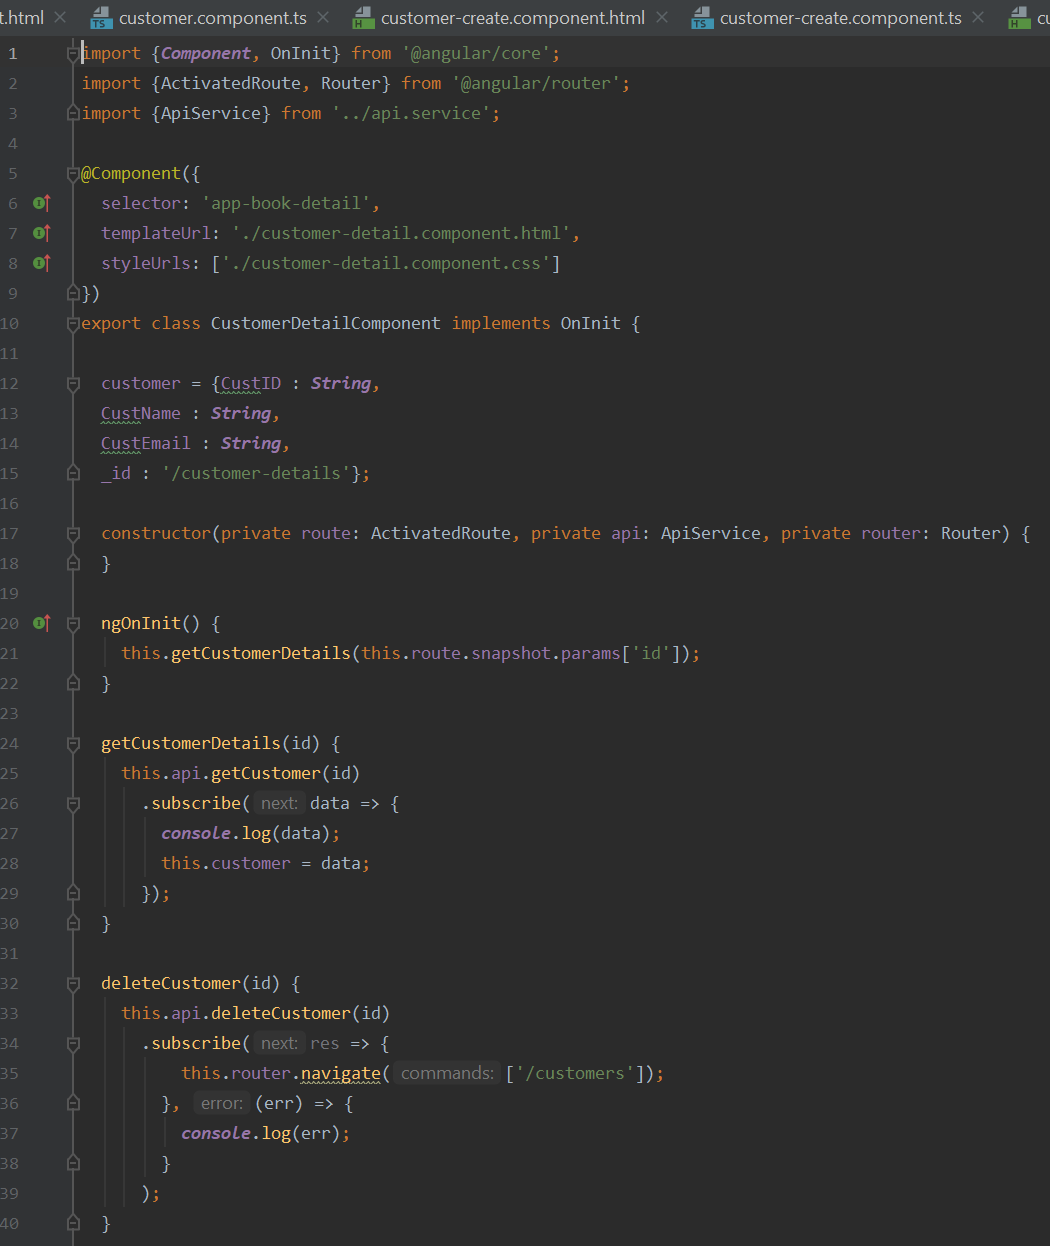 t.html × TS customer.component.ts × H customer-create.component.html × TS customer-create.component.ts × H cu
1 import {Component, OnInit} from '@angular/core';
2 import {ActivatedRoute, Router} from '@angular/router';
3 import {ApiService} from '../api.service';
4
5 @Component({
6   selector: 'app-book-detail',
7   templateUrl: './customer-detail.component.html',
8   styleUrls: ['./customer-detail.component.css']
9 })
10 export class CustomerDetailComponent implements OnInit {
11
12   customer = {CustID : String,
13   CustName : String,
14   CustEmail : String,
15   _id : '/customer-details'};
16
17   constructor(private route: ActivatedRoute, private api: ApiService, private router: Router) {
18   }
19
20   ngOnInit() {
21     this.getCustomerDetails(this.route.snapshot.params['id']);
22   }
23
24   getCustomerDetails(id) {
25     this.api.getCustomer(id)
26       .subscribe( next: data => {
27         console.log(data);
28         this.customer = data;
29       });
30   }
31
32   deleteCustomer(id) {
33     this.api.deleteCustomer(id)
34       .subscribe( next: res => {
35           this.router.navigate( commands: ['/customers']);
36         }, error: (err) => {
37           console.log(err);
38         }
39       );
40   }